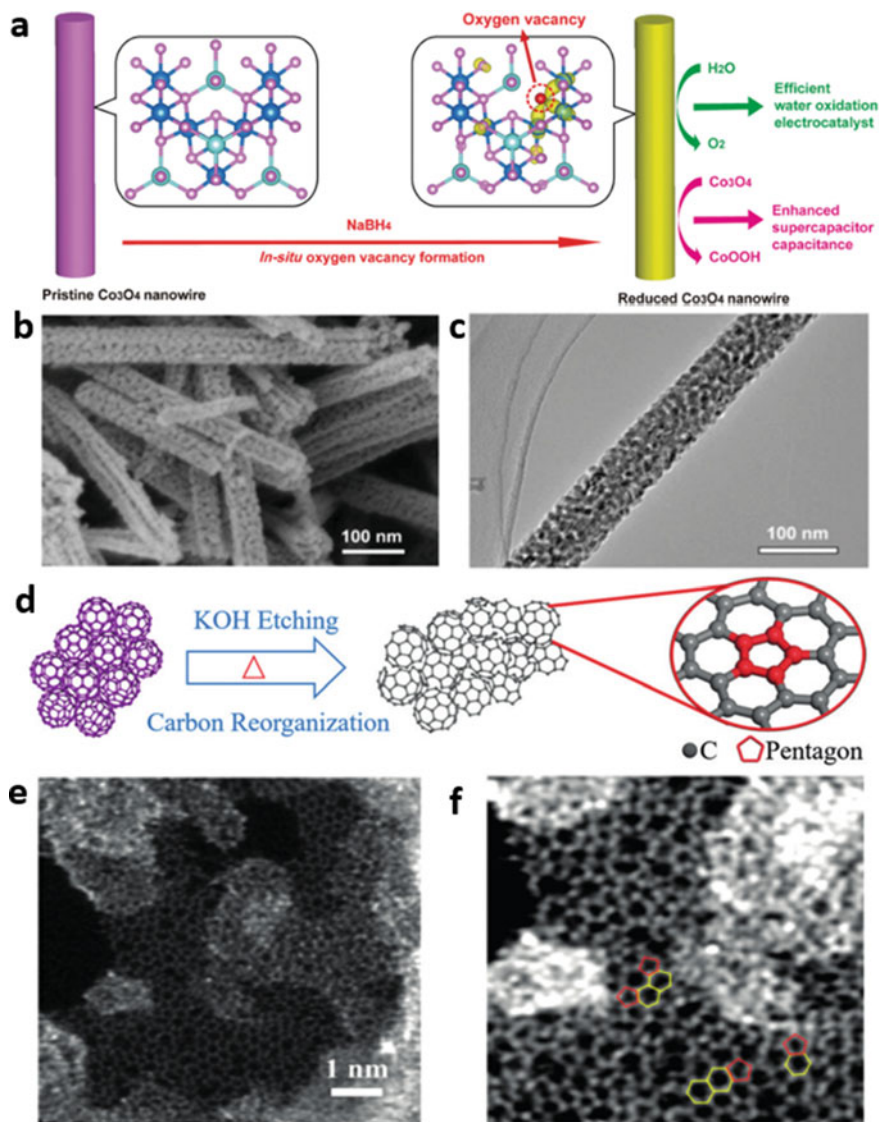 a
Oxygen vacancy
H₂O
Efficient
water oxidation
electrocatalyst
O₂
NaBH₄
Co₃O₄
Enhanced
supercapacitor
capacitance
In-situ oxygen vacancy formation
CoOOH
Pristine Co₃O₄ nanowire
Reduced Co₃O₄ nanowire
b
100 nm
c
100 nm
d
KOH Etching
△
Carbon Reorganization
C
Pentagon
e
1 nm
f